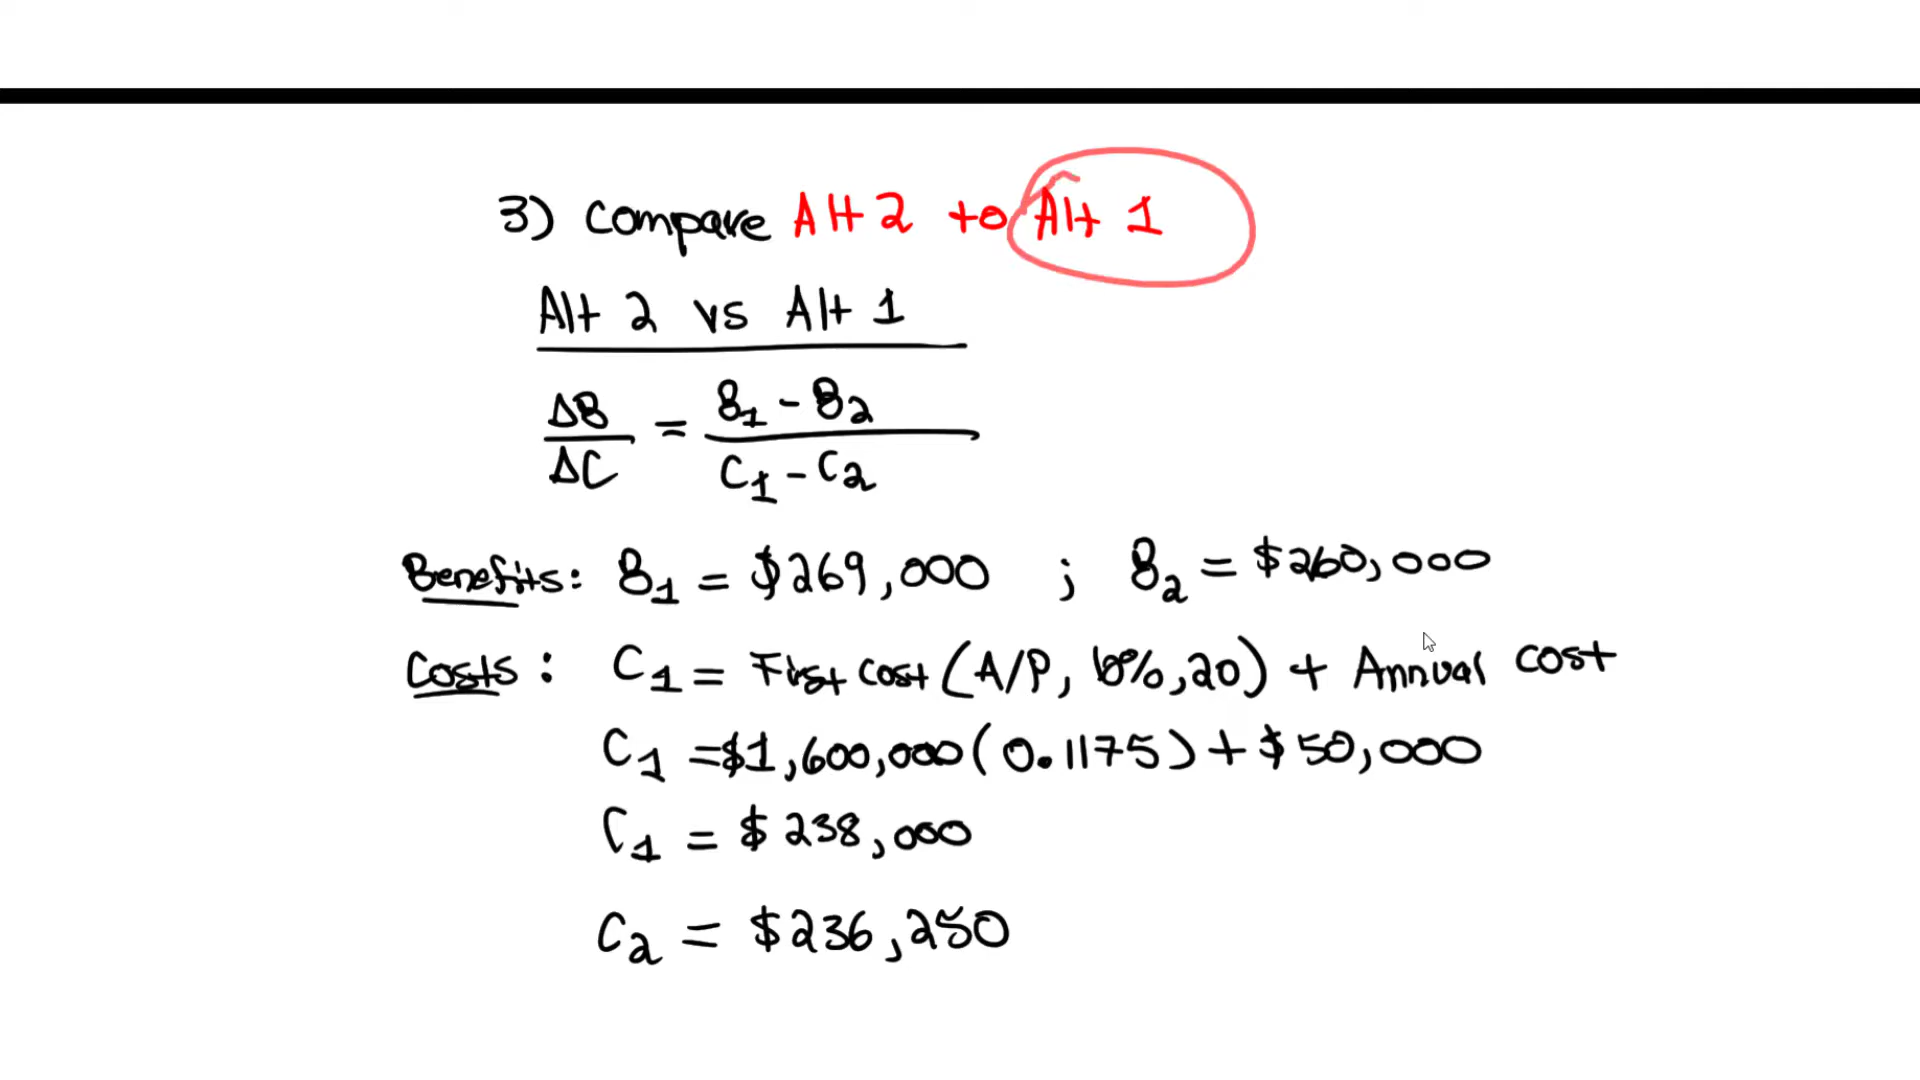 3) Compare Alt 2 to Alt 1
Alt 2 vs Alt 1
ΔB/ΔC = B1 - B2 / C1 - C2
Benefits: B1 = $269,000 ; B2 = $260,000
Costs: C1 = First cost (A/P, 10%, 20) + Annual cost
C1 = $1,600,000 (0.1175) + $50,000
C1 = $238,000
C2 = $236,250